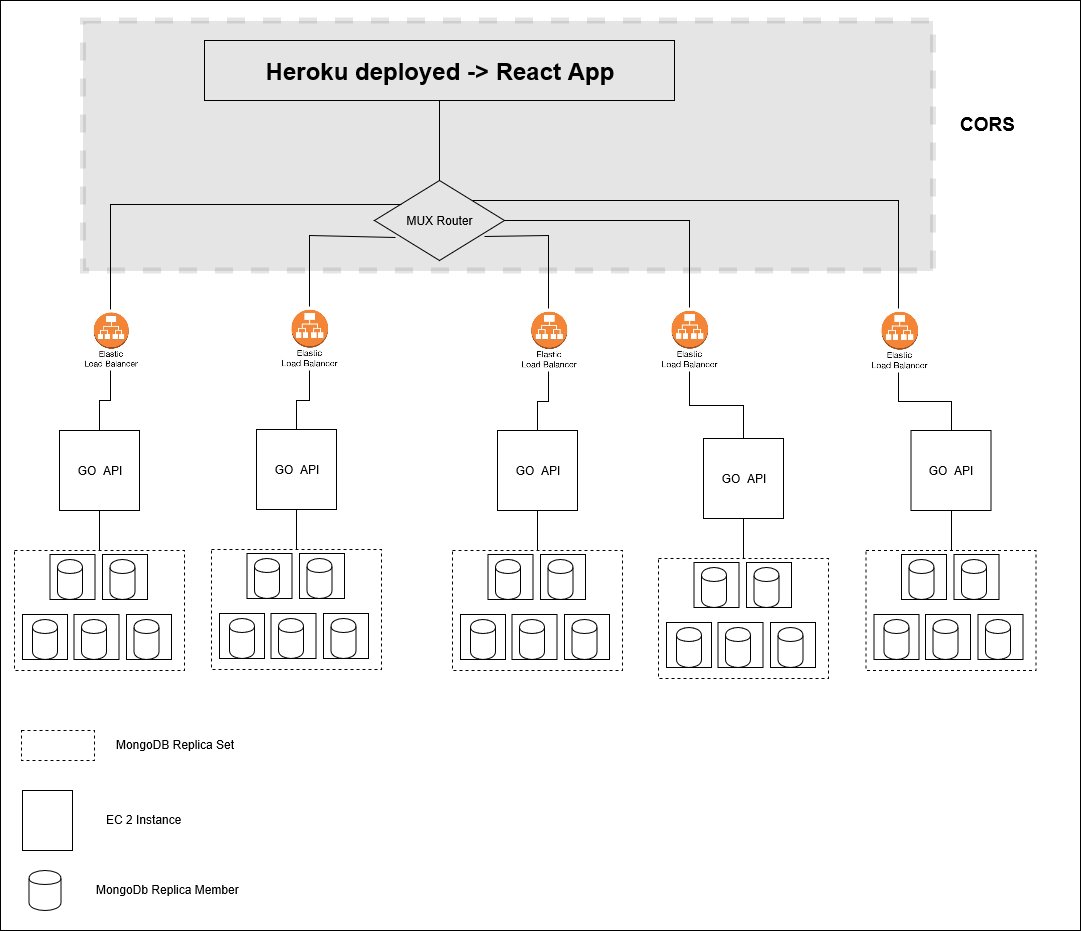 Heroku deployed -> React App
CORS
MUX Router
Elastic
Load Balancer
Elastic
Load Balancer
Elastic
Load Balancer
Elastic
Load Balancer
Elastic
Load Balancer
GO API
GO API
GO API
GO API
GO API
MongoDB Replica Set
EC 2 Instance
MongoDb Replica Member